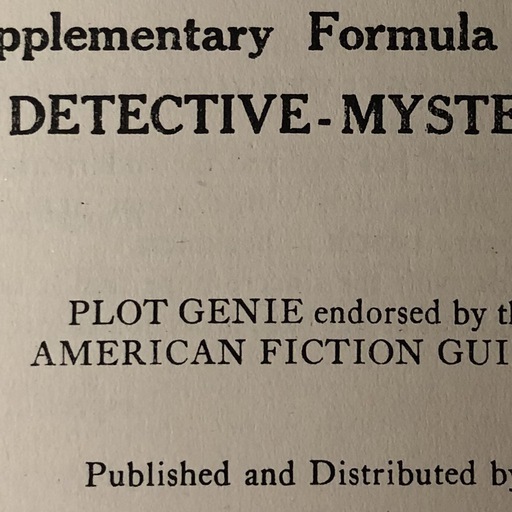 pplementary Formula
DETECTIVE-MYSTE
PLOT GENIE endorsed by th
AMERICAN FICTION GUI
Published and Distributed by